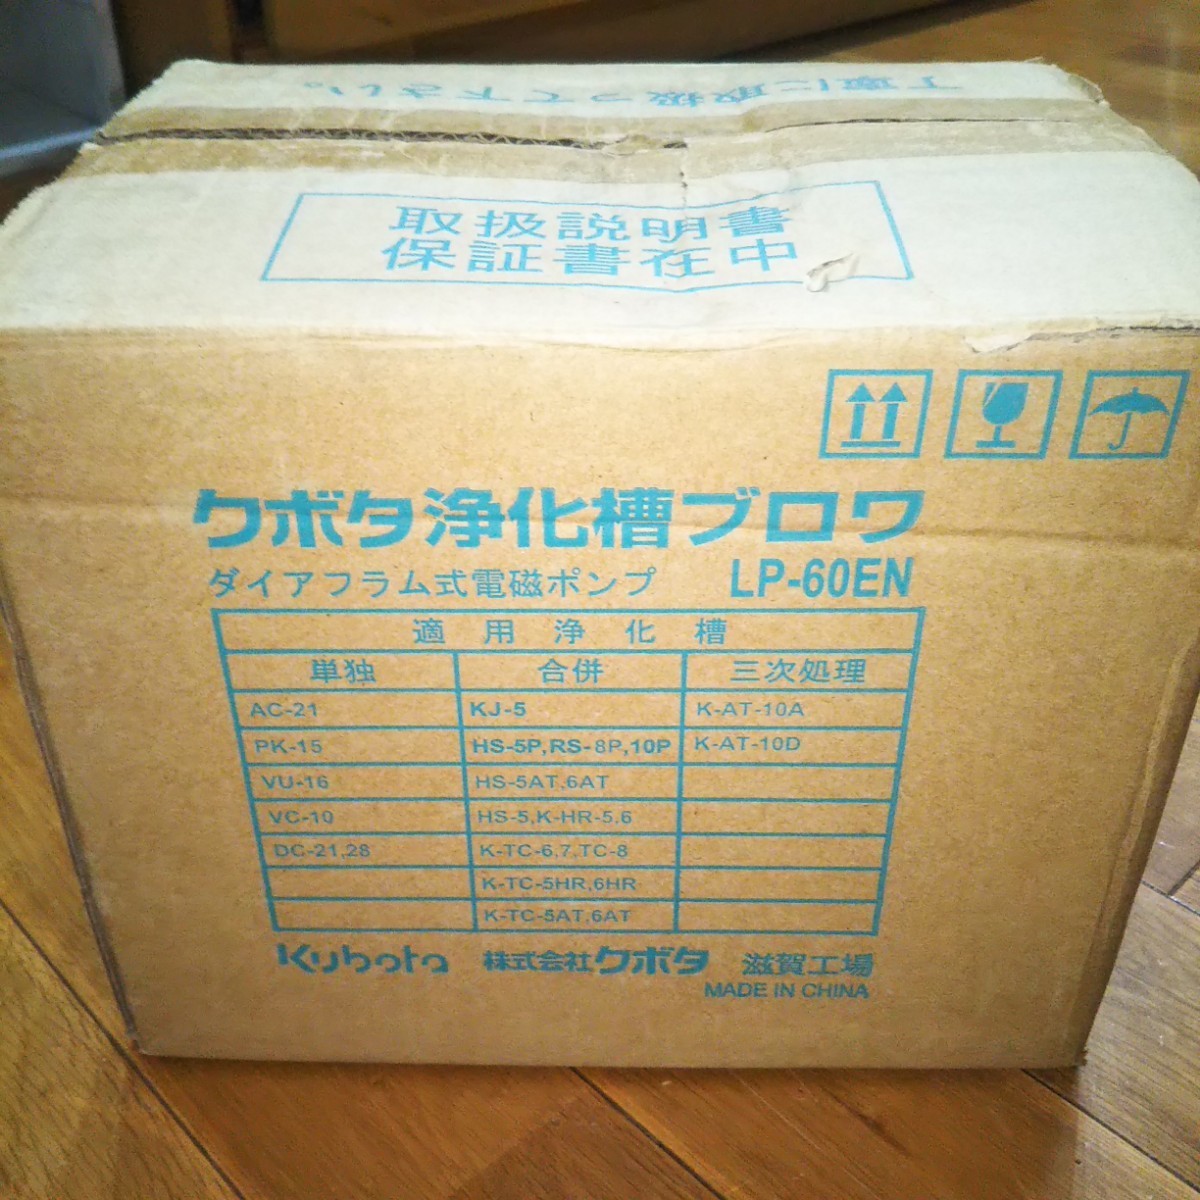 丁寧に取扱って下さい。
取扱説明書
保証書在中
クボタ浄化槽ブロワ
ダイアフラム式電磁ポンプ LP-60EN
適用浄化槽
単独 合併 三次処理
AC-21 KJ-5 K-AT-10A
PK-15 HS-5P,RS-8P,10P K-AT-10D
VU-16 HS-5AT,6AT
VC-10 HS-5,K-HR-5,6
DC-21,28 K-TC-6,7,TC-8
K-TC-5HR,6HR
K-TC-5AT,6AT
Kubota 株式会社クボタ 滋賀工場
MADE IN CHINA